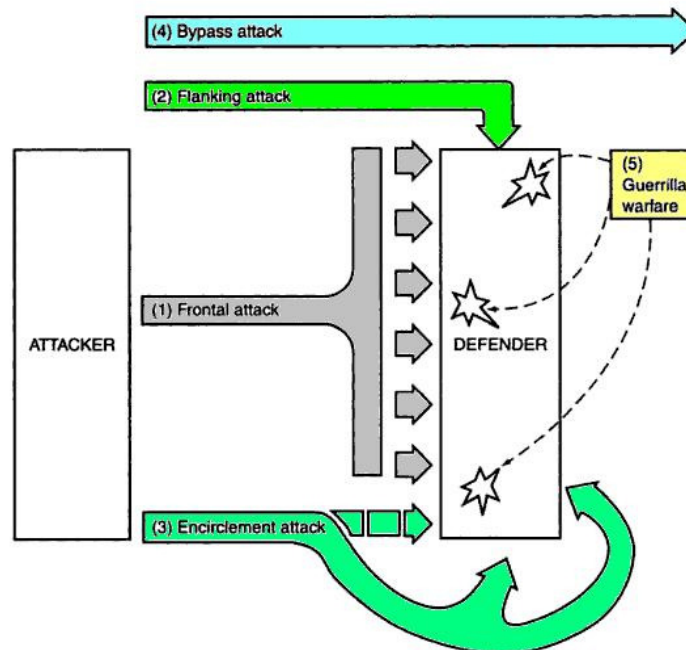 (4) Bypass attack
(2) Flanking attack
(5)
Guerrilla
warfare
(1) Frontal attack
ATTACKER
DEFENDER
(3) Encirclement attack